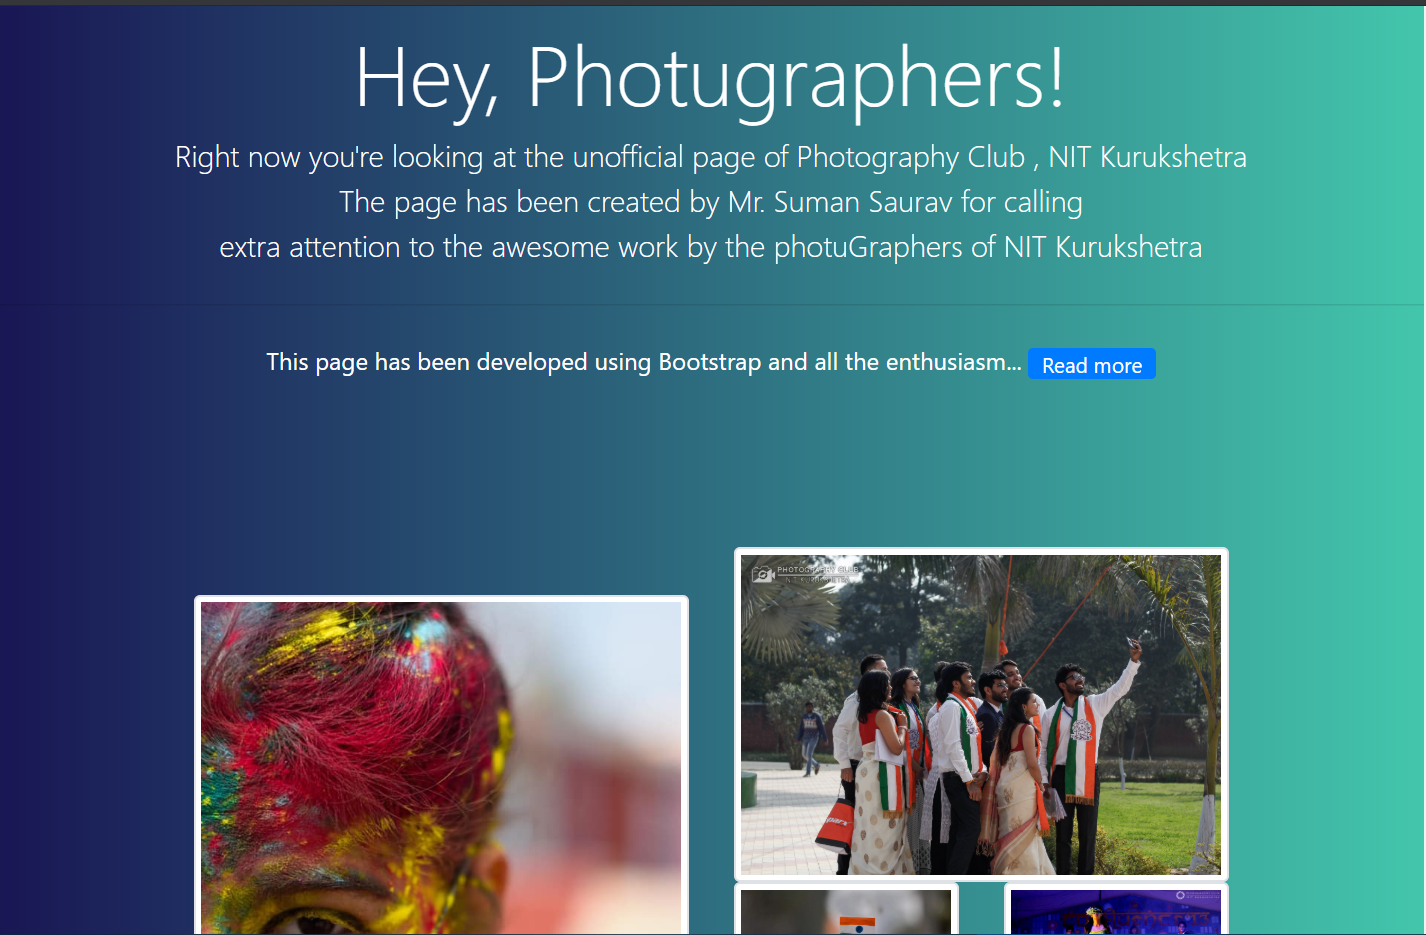 Hey, Photugraphers!
Right now you're looking at the unofficial page of Photography Club , NIT Kurukshetra
The page has been created by Mr. Suman Saurav for calling
extra attention to the awesome work by the photuGraphers of NIT Kurukshetra
This page has been developed using Bootstrap and all the enthusiasm... Read more
PHOTOGRAPHY CLUB
NIT KURUKSHETRA